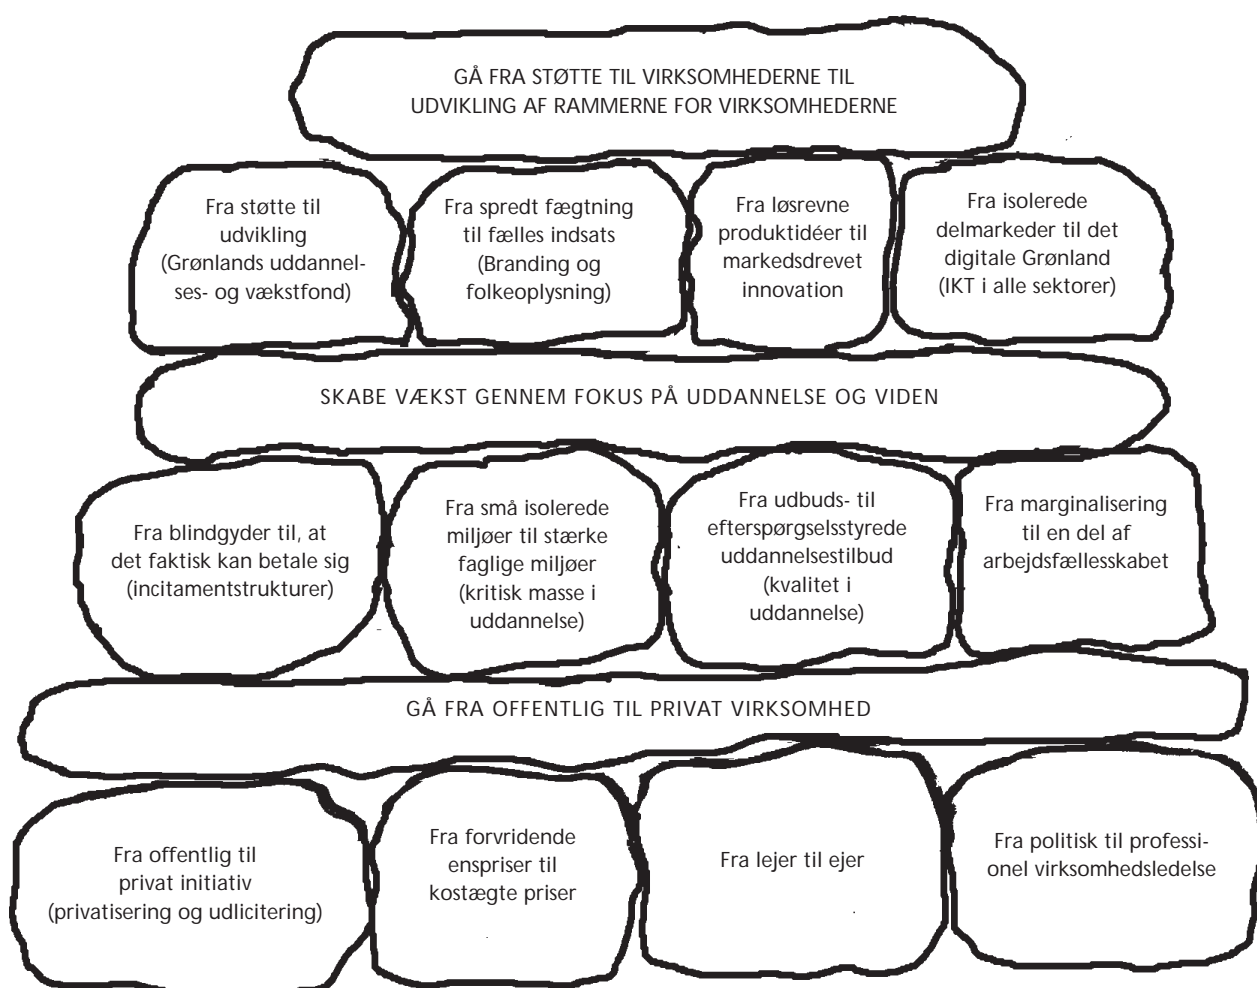 GÅ FRA STØTTE TIL VIRKSOMHEDERNE TIL
UDVIKLING AF RAMMERNE FOR VIRKSOMHEDERNE
Fra støtte til
udvikling
(Grønlands uddannel-
ses- og vækstfond)
Fra spredt fægtning
til fælles indsats
(Branding og
folkeoplysning)
Fra løsrevne
produktidéer til
markedsdrevet
innovation
Fra isolerede
delmarkeder til det
digitale Grønland
(IKT i alle sektorer)
SKABE VÆKST GENNEM FOKUS PÅ UDDANNELSE OG VIDEN
Fra blindgyder til, at
det faktisk kan betale sig
(incitamentstrukturer)
Fra små isolerede
miljøer til stærke
faglige miljøer
(kritisk masse i
uddannelse)
Fra udbuds- til
efterspørgselsstyrede
uddannelsestilbud
(kvalitet i
uddannelse)
Fra marginalisering
til en del af
arbejdsfællesskabet
GÅ FRA OFFENTLIG TIL PRIVAT VIRKSOMHED
Fra offentlig til
privat initiativ
(privatisering og udlicitering)
Fra forvridende
enspriser til
kostægte priser
Fra lejer til ejer
Fra politisk til professi-
onel virksomhedsledelse